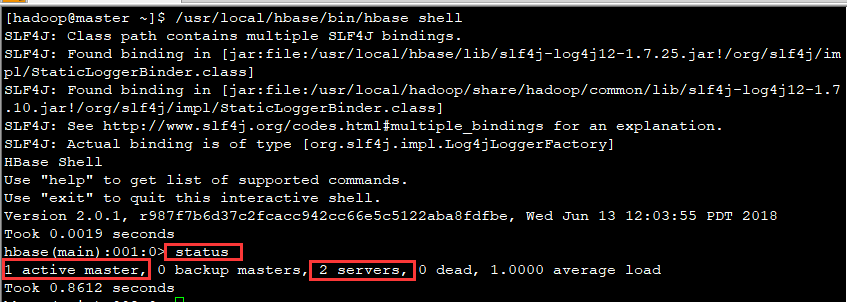 [hadoop@master ~]$ /usr/local/hbase/bin/hbase shell
SLF4J: Class path contains multiple SLF4J bindings.
SLF4J: Found binding in [jar:file:/usr/local/hbase/lib/slf4j-log4j12-1.7.25.jar!/org/slf4j/im
pl/StaticLoggerBinder.class]
SLF4J: Found binding in [jar:file:/usr/local/hadoop/share/hadoop/common/lib/slf4j-log4j12-1.7
.10.jar!/org/slf4j/impl/StaticLoggerBinder.class]
SLF4J: See http://www.slf4j.org/codes.html#multiple_bindings for an explanation.
SLF4J: Actual binding is of type [org.slf4j.impl.Log4jLoggerFactory]
HBase Shell
Use "help" to get list of supported commands.
Use "exit" to quit this interactive shell.
Version 2.0.1, r987f7b6d37c2fcacc942cc66e5c5122aba8fdfbe, Wed Jun 13 12:03:55 PDT 2018
Took 0.0019 seconds
hbase(main):001:0> status
1 active master, 0 backup masters, 2 servers, 0 dead, 1.0000 average load
Took 0.8612 seconds